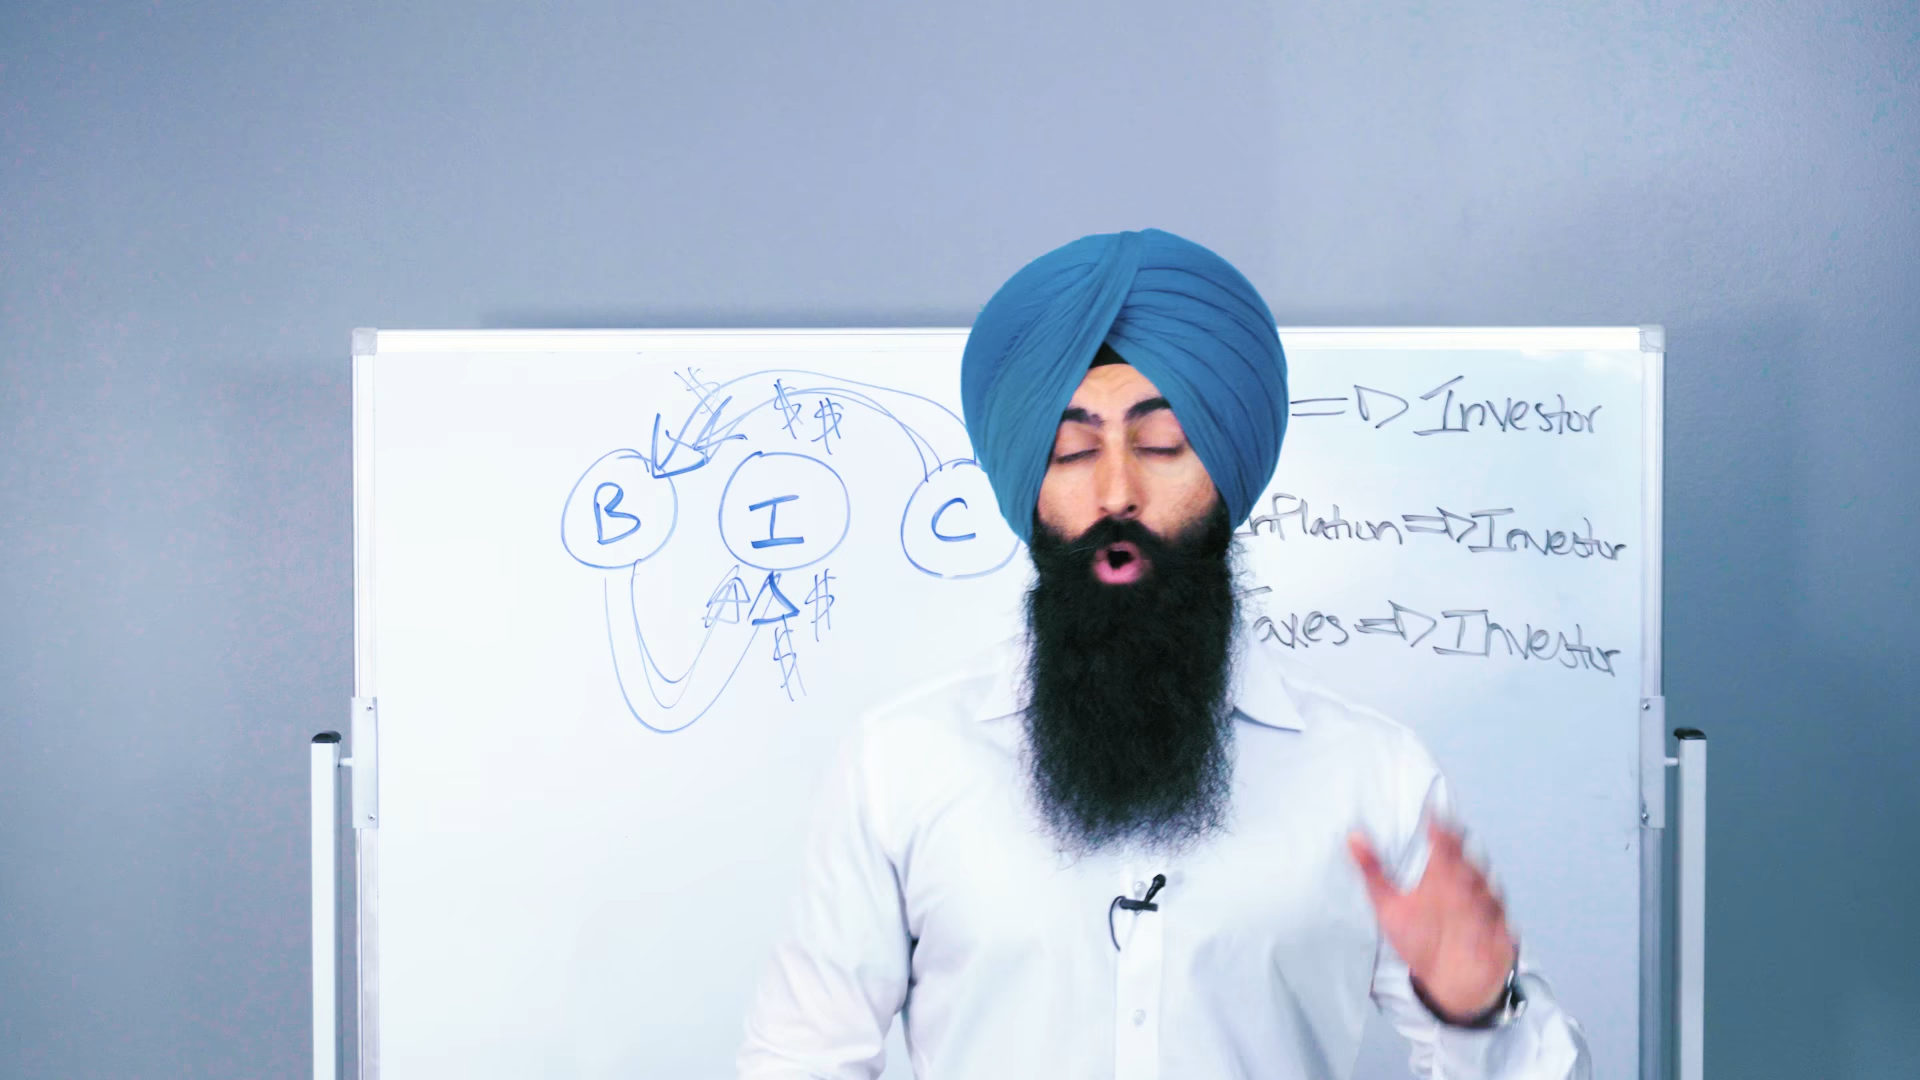 $ $ $
B I C
$
$
=> Investor
nflation => Investor
axes => Investor